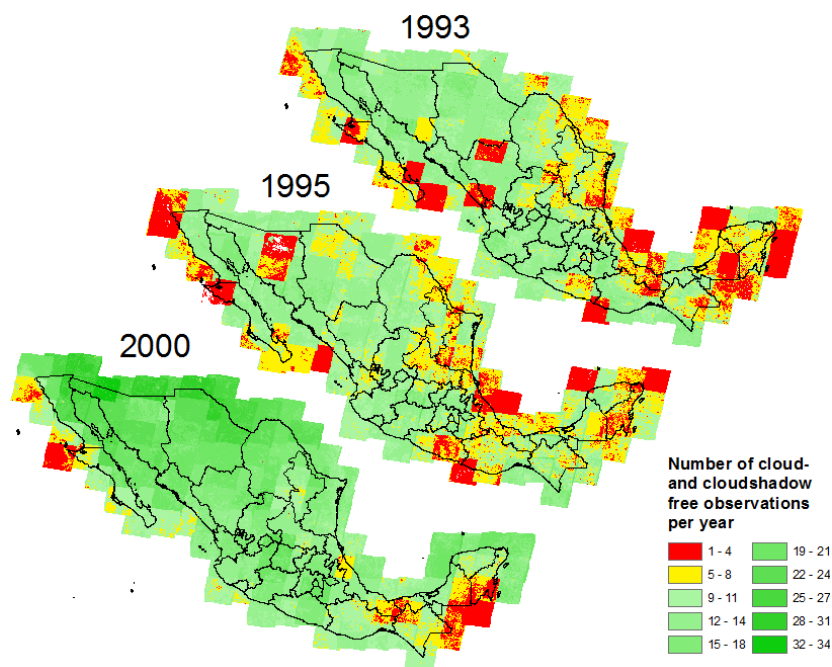 1993
1995
2000
Number of cloud-
and cloudshadow
free observations
per year
1 - 4
19 - 21
5 - 8
22 - 24
9 - 11
25 - 27
12 - 14
28 - 31
15 - 18
32 - 34